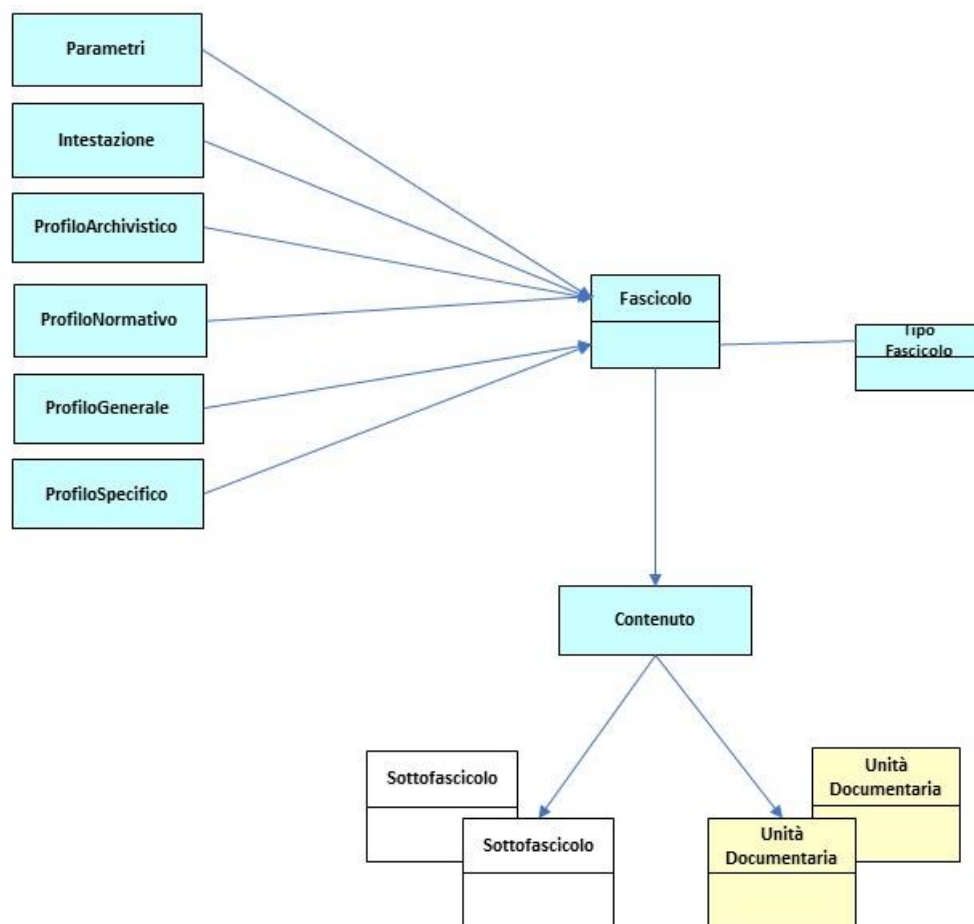 Parametri
Intestazione
ProfiloArchivistico
ProfiloNormativo
ProfiloGenerale
ProfiloSpecifico
Fascicolo
Tipo
Fascicolo
Contenuto
Sottofascicolo
Sottofascicolo
Unità
Documentaria
Unità
Documentaria